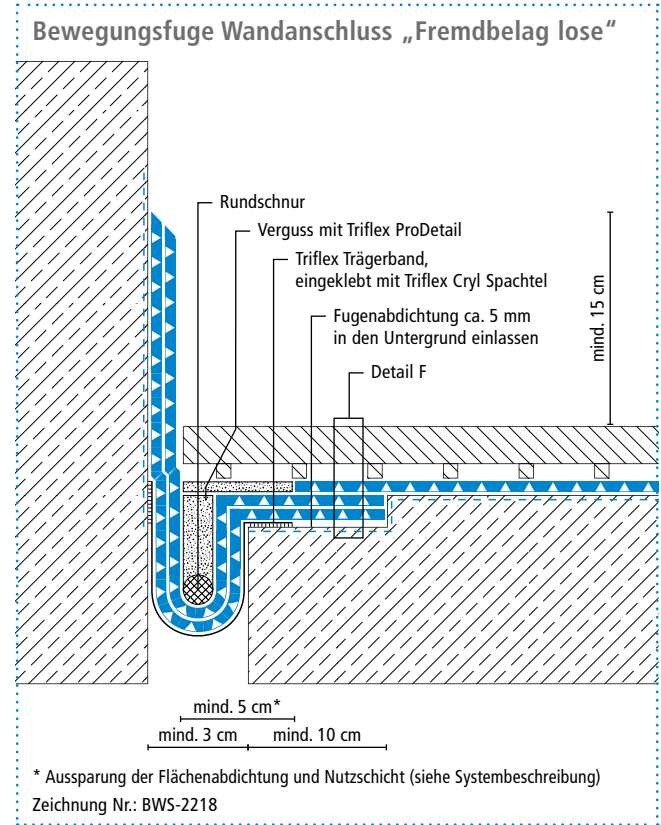 Bewegungsfuge Wandanschluss „Fremdbelag lose“
Rundschnur
Verguss mit Triflex ProDetail
Triflex Trägerband,
eingeklebt mit Triflex Cryl Spachtel
Fugenabdichtung ca. 5 mm
in den Untergrund einlassen
Detail F
mind. 15 cm
mind. 5 cm*
mind. 3 cm
mind. 10 cm
* Aussparung der Flächenabdichtung und Nutzschicht (siehe Systembeschreibung)
Zeichnung Nr.: BWS-2218